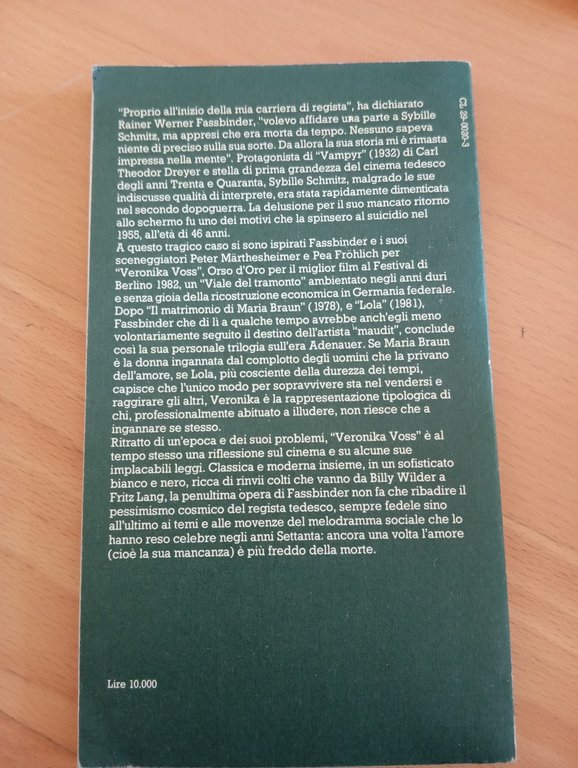 "Proprio all'inizio della mia carriera di regista", ha dichiarato
Rainer Werner Fassbinder, "volevo affidare una parte a Sybille
Schmitz, ma appresi che era morta da tempo. Nessuno sapeva
niente di preciso sulla sua sorte. Da allora la sua storia mi è rimasta
impressa nella mente". Protagonista di "Vampyr" (1932) di Carl
Theodor Dreyer e stella di prima grandezza del cinema tedesco
degli anni Trenta e Quaranta, Sybille Schmitz, malgrado le sue
indiscusse qualità di interprete, era stata rapidamente dimenticata
nel secondo dopoguerra. La delusione per il suo mancato ritorno
allo schermo fu uno dei motivi che la spinsero al suicidio nel
1955, all'età di 46 anni.
A questo tragico caso si sono ispirati Fassbinder e i suoi
sceneggiatori Peter Märthesheimer e Pea Fröhlich per
"Veronika Voss", Orso d'Oro per il miglior film al Festival di
Berlino 1982, un "Viale del tramonto" ambientato negli anni duri
e senza gioia della ricostruzione economica in Germania federale.
Dopo "Il matrimonio di Maria Braun" (1978), e "Lola" (1981),
Fassbinder che di lì a qualche tempo avrebbe anch'egli meno
volontariamente seguito il destino dell'artista "maudit", conclude
così la sua personale trilogia sull'era Adenauer. Se Maria Braun
è la donna ingannata dal complotto degli uomini che la privano
dell'amore, se Lola, più cosciente della durezza dei tempi,
capisce che l'unico modo per sopravvivere sta nel vendersi e
raggirare gli altri, Veronika è la rappresentazione tipologica di
chi, professionalmente abituato a illudere, non riesce che a
ingannare se stesso.
Ritratto di un'epoca e dei suoi problemi, "Veronika Voss" è al
tempo stesso una riflessione sul cinema e su alcune sue
implacabili leggi. Classica e moderna insieme, in un sofisticato
bianco e nero, ricca di rinvii colti che vanno da Billy Wilder a
Fritz Lang, la penultima opera di Fassbinder non fa che ribadire il
pessimismo cosmico del regista tedesco, sempre fedele sino
all'ultimo ai temi e alle movenze del melodramma sociale che lo
hanno reso celebre negli anni Settanta: ancora una volta l'amore
(cioè la sua mancanza) è più freddo della morte.
Lire 10.000
CL. 29-0020-3